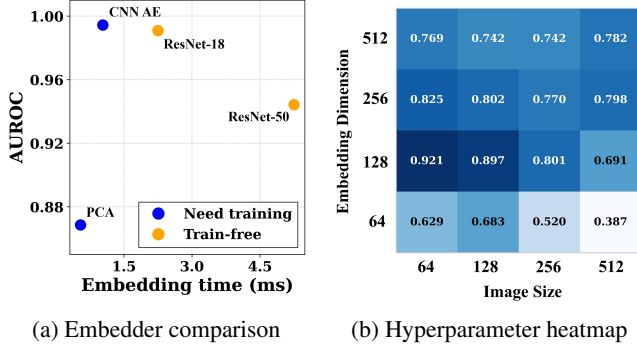 1.00
0.96
0.92
0.88
AUROC
CNN AE
ResNet-18
ResNet-50
PCA
Need training
Train-free
1.5 3.0 4.5
Embedding time (ms)
(a) Embedder comparison
Embedding Dimension
512 0.769 0.742 0.742 0.782
256 0.825 0.802 0.770 0.798
128 0.921 0.897 0.801 0.691
64 0.629 0.683 0.520 0.387
64 128 256 512
Image Size
(b) Hyperparameter heatmap